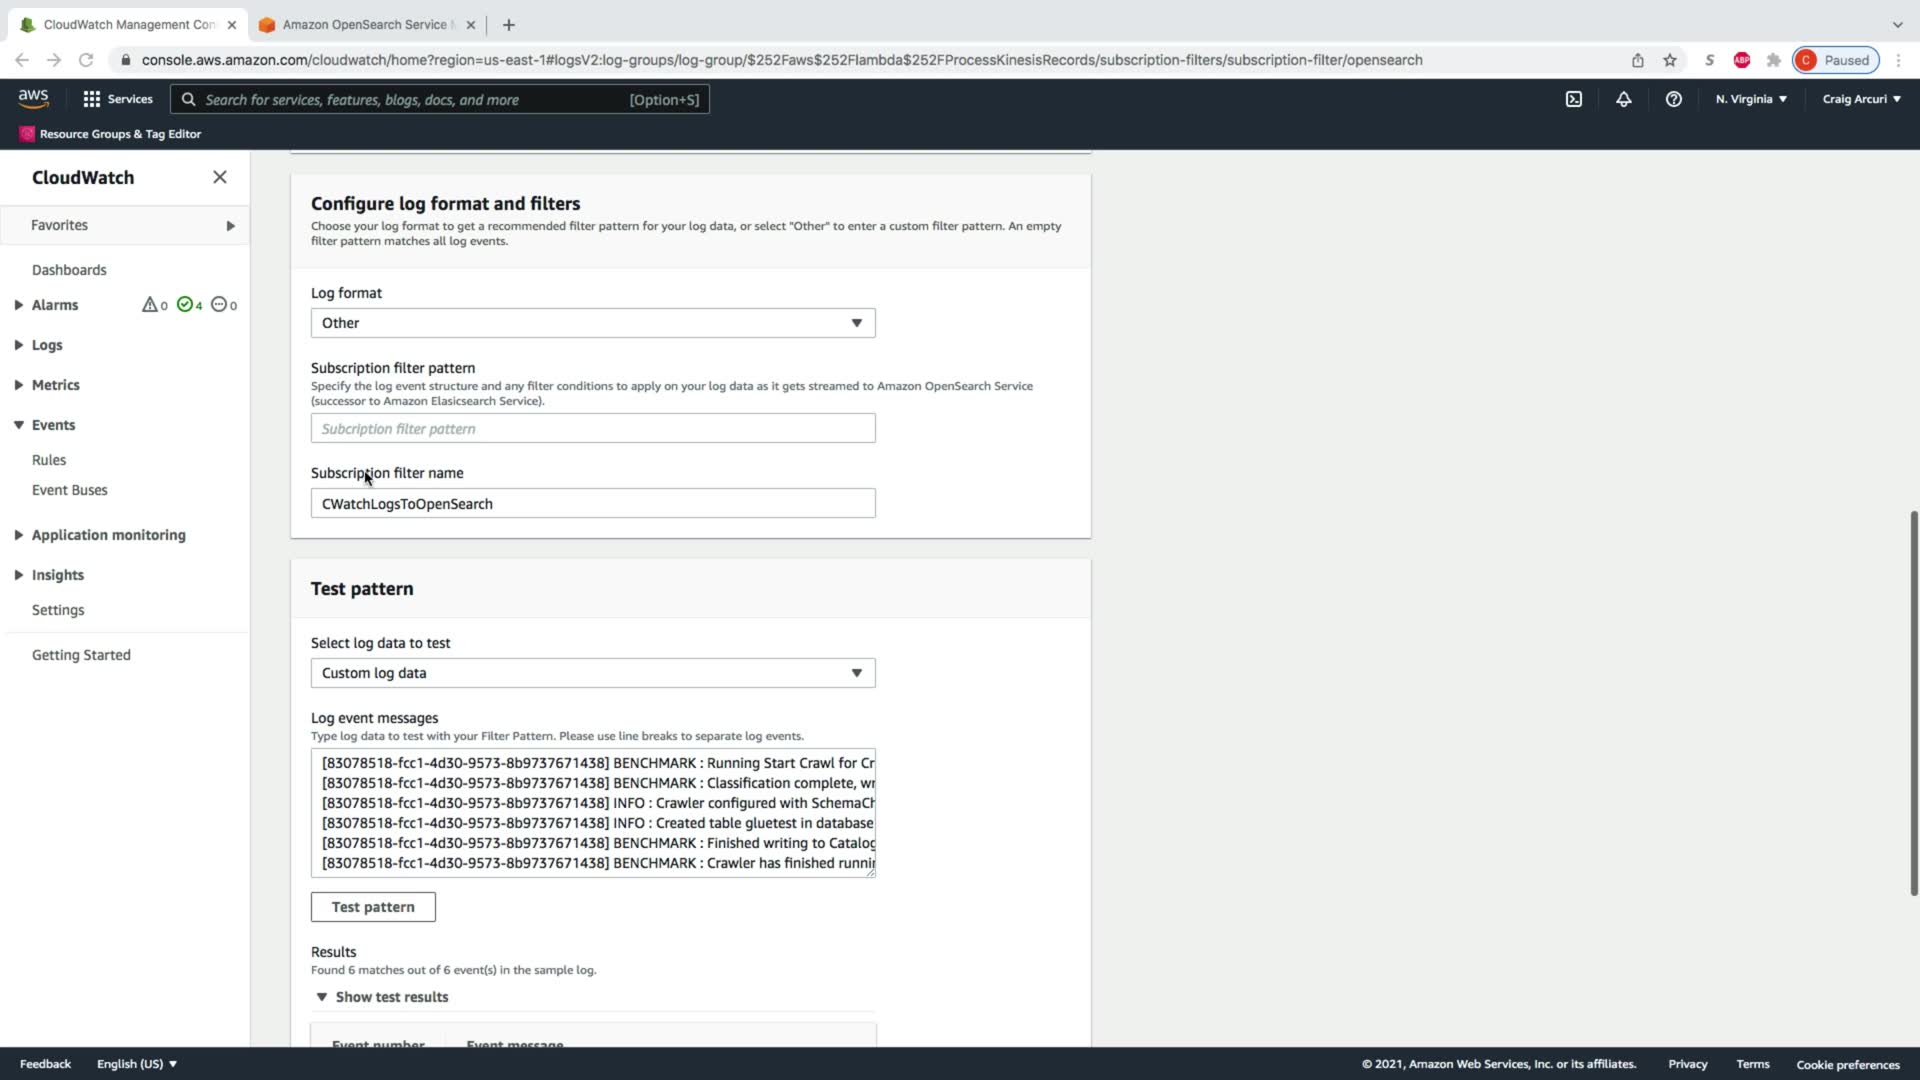 CloudWatch Management Con
Amazon OpenSearch Service M
console.aws.amazon.com/cloudwatch/home?region=us-east-1#logsV2:log-groups/log-group/$252Faws$252Flambda$252FProcessKinesisRecords/subscription-filters/subscription-filter/opensearch
S
ABP
C Paused
aws
Services
Search for services, features, blogs, docs, and more [Option+S]
N. Virginia
Craig Arcuri
Resource Groups & Tag Editor
CloudWatch
Favorites
Dashboards
Alarms 0 4 0
Logs
Metrics
Events
Rules
Event Buses
Application monitoring
Insights
Settings
Getting Started
Configure log format and filters
Choose your log format to get a recommended filter pattern for your log data, or select "Other" to enter a custom filter pattern. An empty
filter pattern matches all log events.
Log format
Other
Subscription filter pattern
Specify the log event structure and any filter conditions to apply on your log data as it gets streamed to Amazon OpenSearch Service
(successor to Amazon Elasicsearch Service).
Subcription filter pattern
Subscription filter name
CWatchLogsToOpenSearch
Test pattern
Select log data to test
Custom log data
Log event messages
Type log data to test with your Filter Pattern. Please use line breaks to separate log events.
[83078518-fcc1-4d30-9573-8b9737671438] BENCHMARK : Running Start Crawl for Cr
[83078518-fcc1-4d30-9573-8b9737671438] BENCHMARK : Classification complete, wr
[83078518-fcc1-4d30-9573-8b9737671438] INFO : Crawler configured with SchemaCh
[83078518-fcc1-4d30-9573-8b9737671438] INFO : Created table gluetest in database
[83078518-fcc1-4d30-9573-8b9737671438] BENCHMARK : Finished writing to Catalog
[83078518-fcc1-4d30-9573-8b9737671438] BENCHMARK : Crawler has finished runnin
Test pattern
Results
Found 6 matches out of 6 event(s) in the sample log.
Show test results
Event number Event message
Feedback
English (US)
© 2021, Amazon Web Services, Inc. or its affiliates.
Privacy
Terms
Cookie preferences